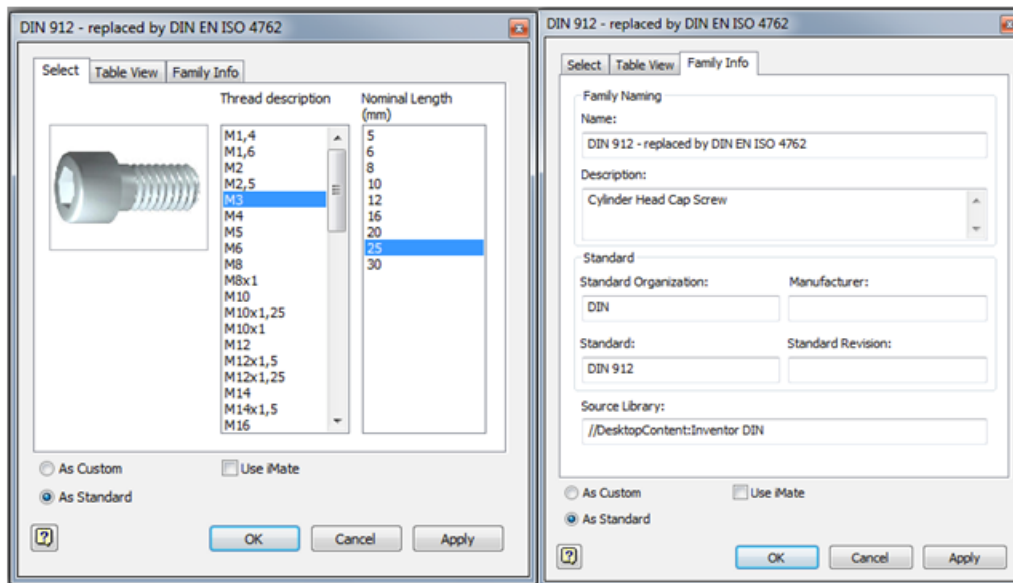 DIN 912 - replaced by DIN EN ISO 4762
Select
Table View
Family Info
Thread description
Nominal Length
(mm)
M1,4
M1,6
M2
M2,5
M3
M4
M5
M6
M8
M8x1
M10
M10x1,25
M10x1
M12
M12x1,5
M12x1,25
M14
M14x1,5
M16
5
6
8
10
12
16
20
25
30
As Custom
Use iMate
As Standard
?
OK
Cancel
Apply
DIN 912 - replaced by DIN EN ISO 4762
Select
Table View
Family Info
Family Naming
Name:
DIN 912 - replaced by DIN EN ISO 4762
Description:
Cylinder Head Cap Screw
Standard
Standard Organization:
Manufacturer:
DIN
Standard:
Standard Revision:
DIN 912
Source Library:
//DesktopContent:Inventor DIN
As Custom
Use iMate
As Standard
?
OK
Cancel
Apply